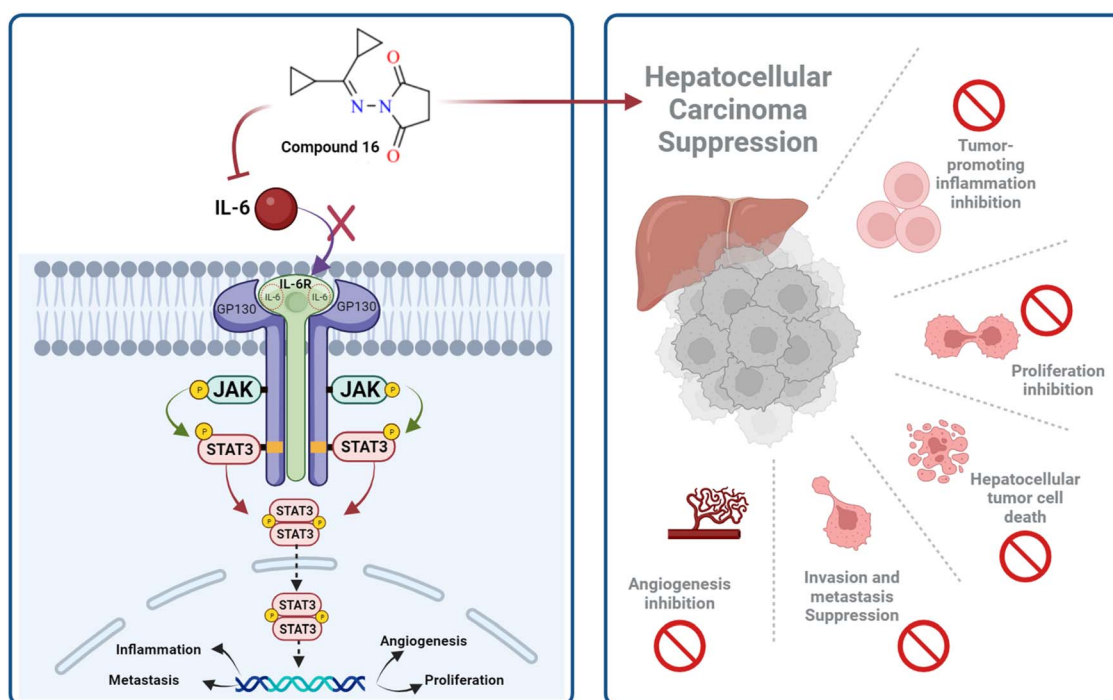 O
N
N
O
Compound 16
IL-6
IL-6R
IL-6
IL-6
GP130
GP130
P
JAK
JAK
P
P
STAT3
STAT3
P
STAT3
P
P
STAT3
STAT3
P
P
STAT3
Inflammation
Metastasis
Angiogenesis
Proliferation
Hepatocellular
Carcinoma
Suppression
Tumor-
promoting
inflammation
inhibition
Proliferation
inhibition
Hepatocellular
tumor cell
death
Invasion and
metastasis
Suppression
Angiogenesis
inhibition